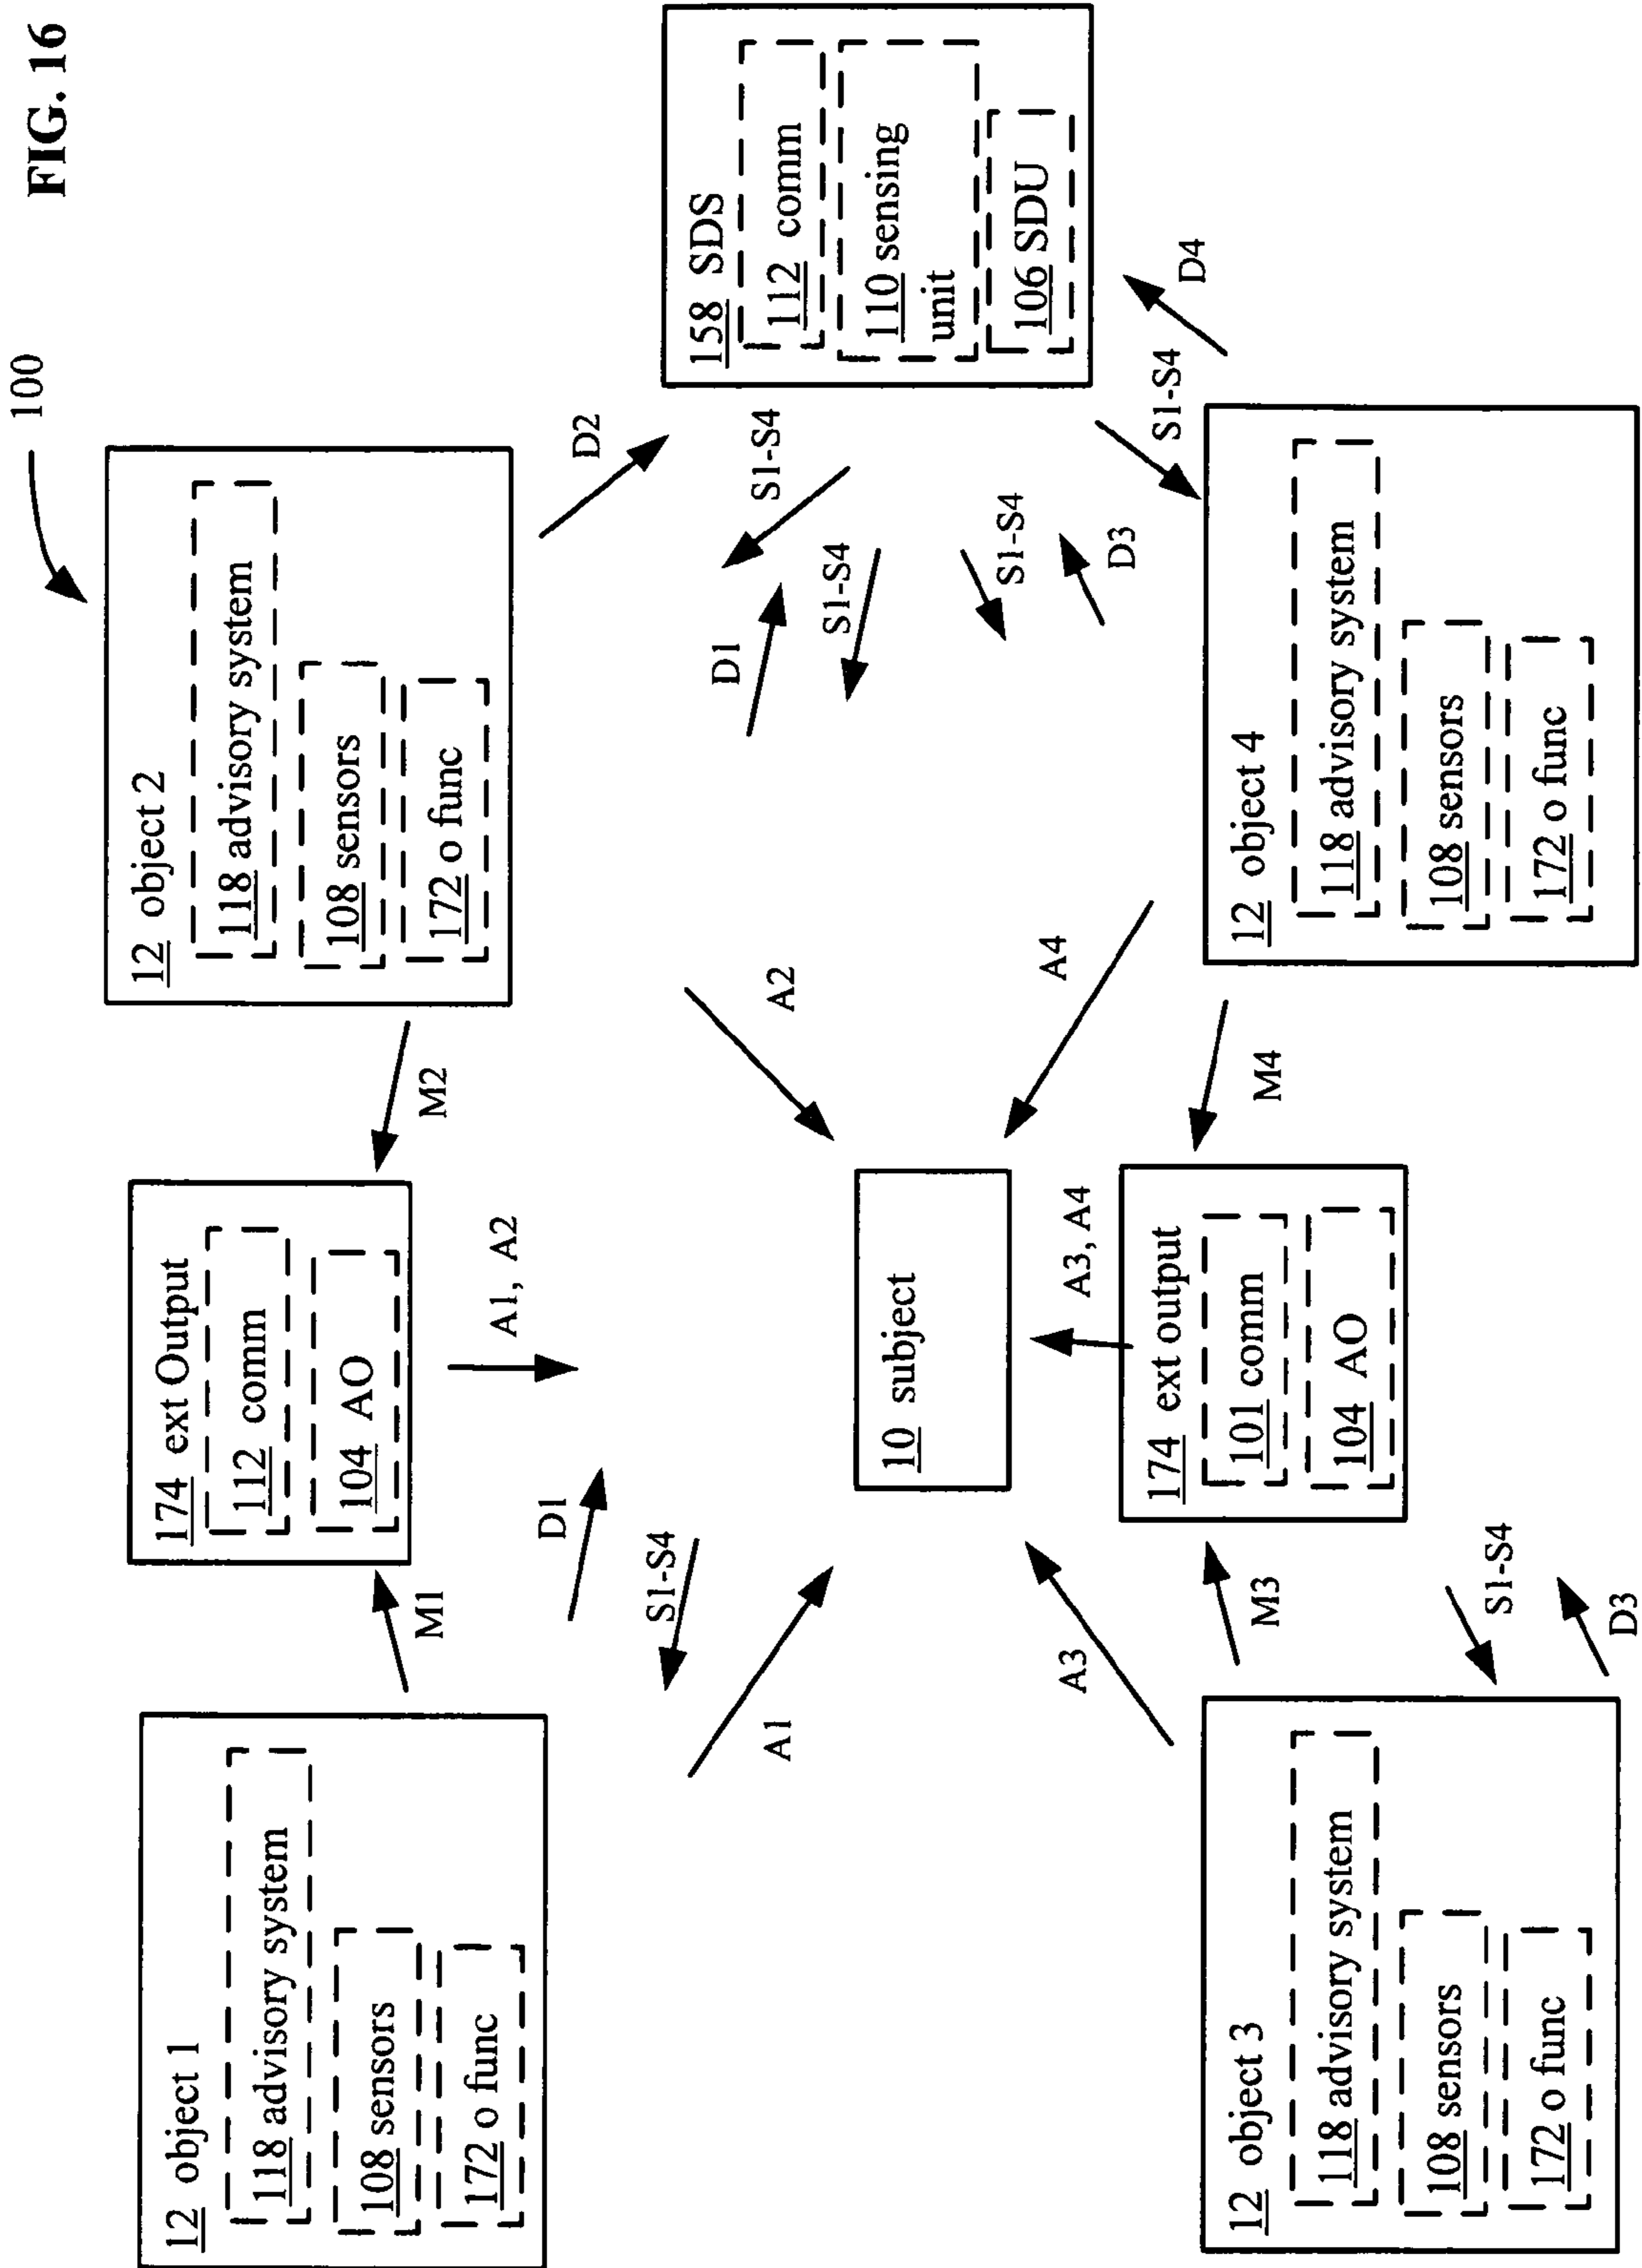 FIG. 16
100
12 object 1
118 advisory system
108 sensors
172 o func
M1
174 ext Output
112 comm
104 AO
M2
12 object 2
118 advisory system
108 sensors
172 o func
A1, A2
D1
S1-S4
A1
A2
D2
S1-S4
D1
S1-S4
158 SDS
112 comm
110 sensing
unit
106 SDU
10 subject
S1-S4
D3
A3
A3, A4
A4
S1-S4
D4
12 object 3
118 advisory system
108 sensors
172 o func
M3
S1-S4
D3
174 ext output
101 comm
104 AO
M4
12 object 4
118 advisory system
108 sensors
172 o func